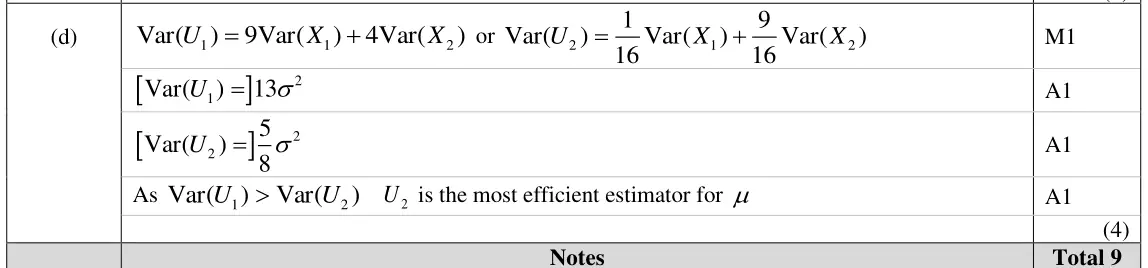 (d) Var(U₁) = 9Var(X₁) + 4Var(X₂) or Var(U₂) = 1/16 Var(X₁) + 9/16 Var(X₂) M1
[Var(U₁) =]13σ² A1
[Var(U₂) =]5/8 σ² A1
As Var(U₁) > Var(U₂) U₂ is the most efficient estimator for μ A1
(4)
Notes Total 9